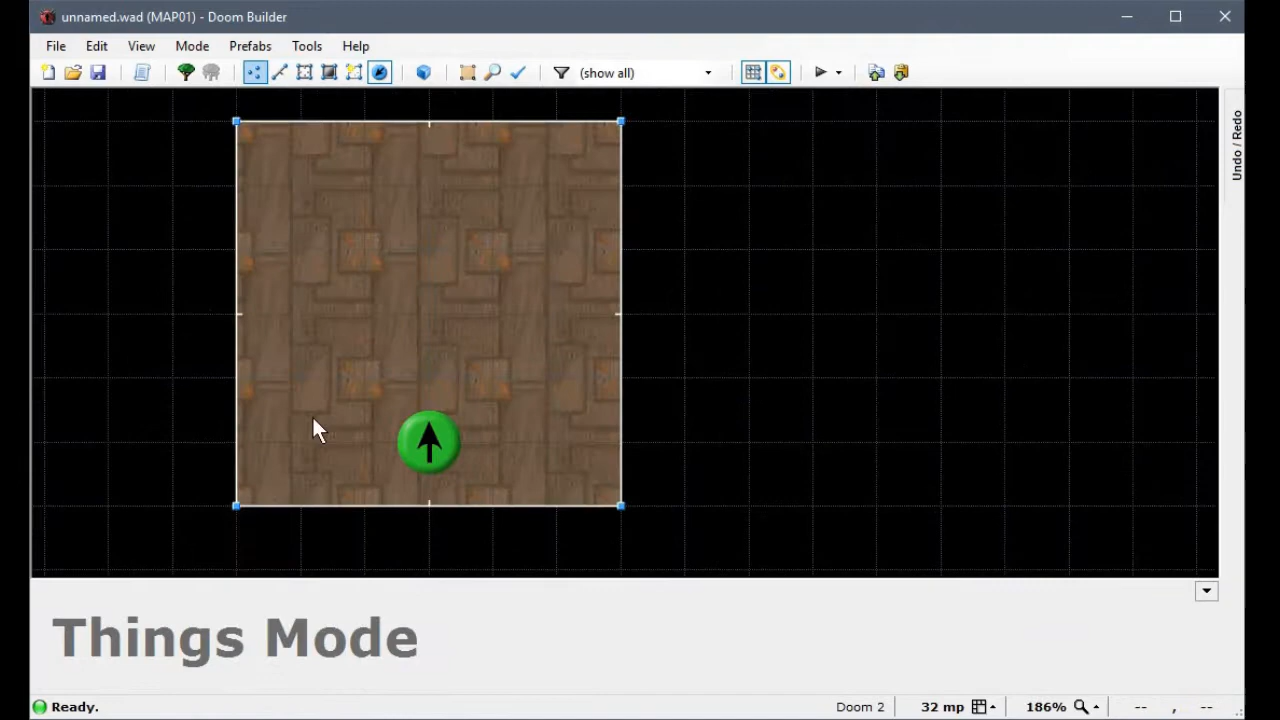 unnamed.wad (MAP01) - Doom Builder
File Edit View Mode Prefabs Tools Help
(show all)
Undo / Redo
Things Mode
Ready. Doom 2 32 mp 186% -- , --